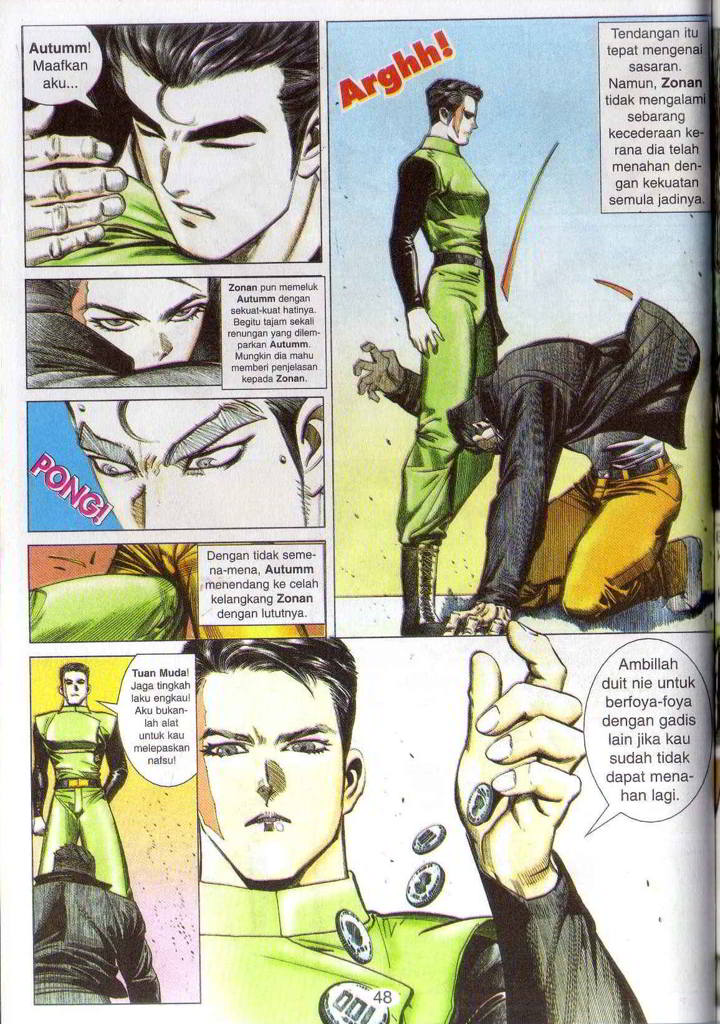 Autumm!
Maafkan
aku...
Zonan pun memeluk
Autumm dengan
sekuat-kuat hatinya.
Begitu tajam sekali
renungan yang dilem-
parkan Autumm.
Mungkin dia mahu
memberi penjelasan
kepada Zonan.
PONG!
Dengan tidak seme-
na-mena, Autumm
menendang ke celah
kelangkang Zonan
dengan lututnya.
Arghh!
Tendangan itu
tepat mengenai
sasaran.
Namun, Zonan
tidak mengalami
sebarang
kecederaan ke-
rana dia telah
menahan den-
gan kekuatan
semula jadinya.
Tuan Muda!
Jaga tingkah
laku engkau!
Aku bukan-
lah alat
untuk kau
melepaskan
nafsu!
Ambillah
duit nie untuk
berfoya-foya
dengan gadis
lain jika kau
sudah tidak
dapat mena-
han lagi.
48